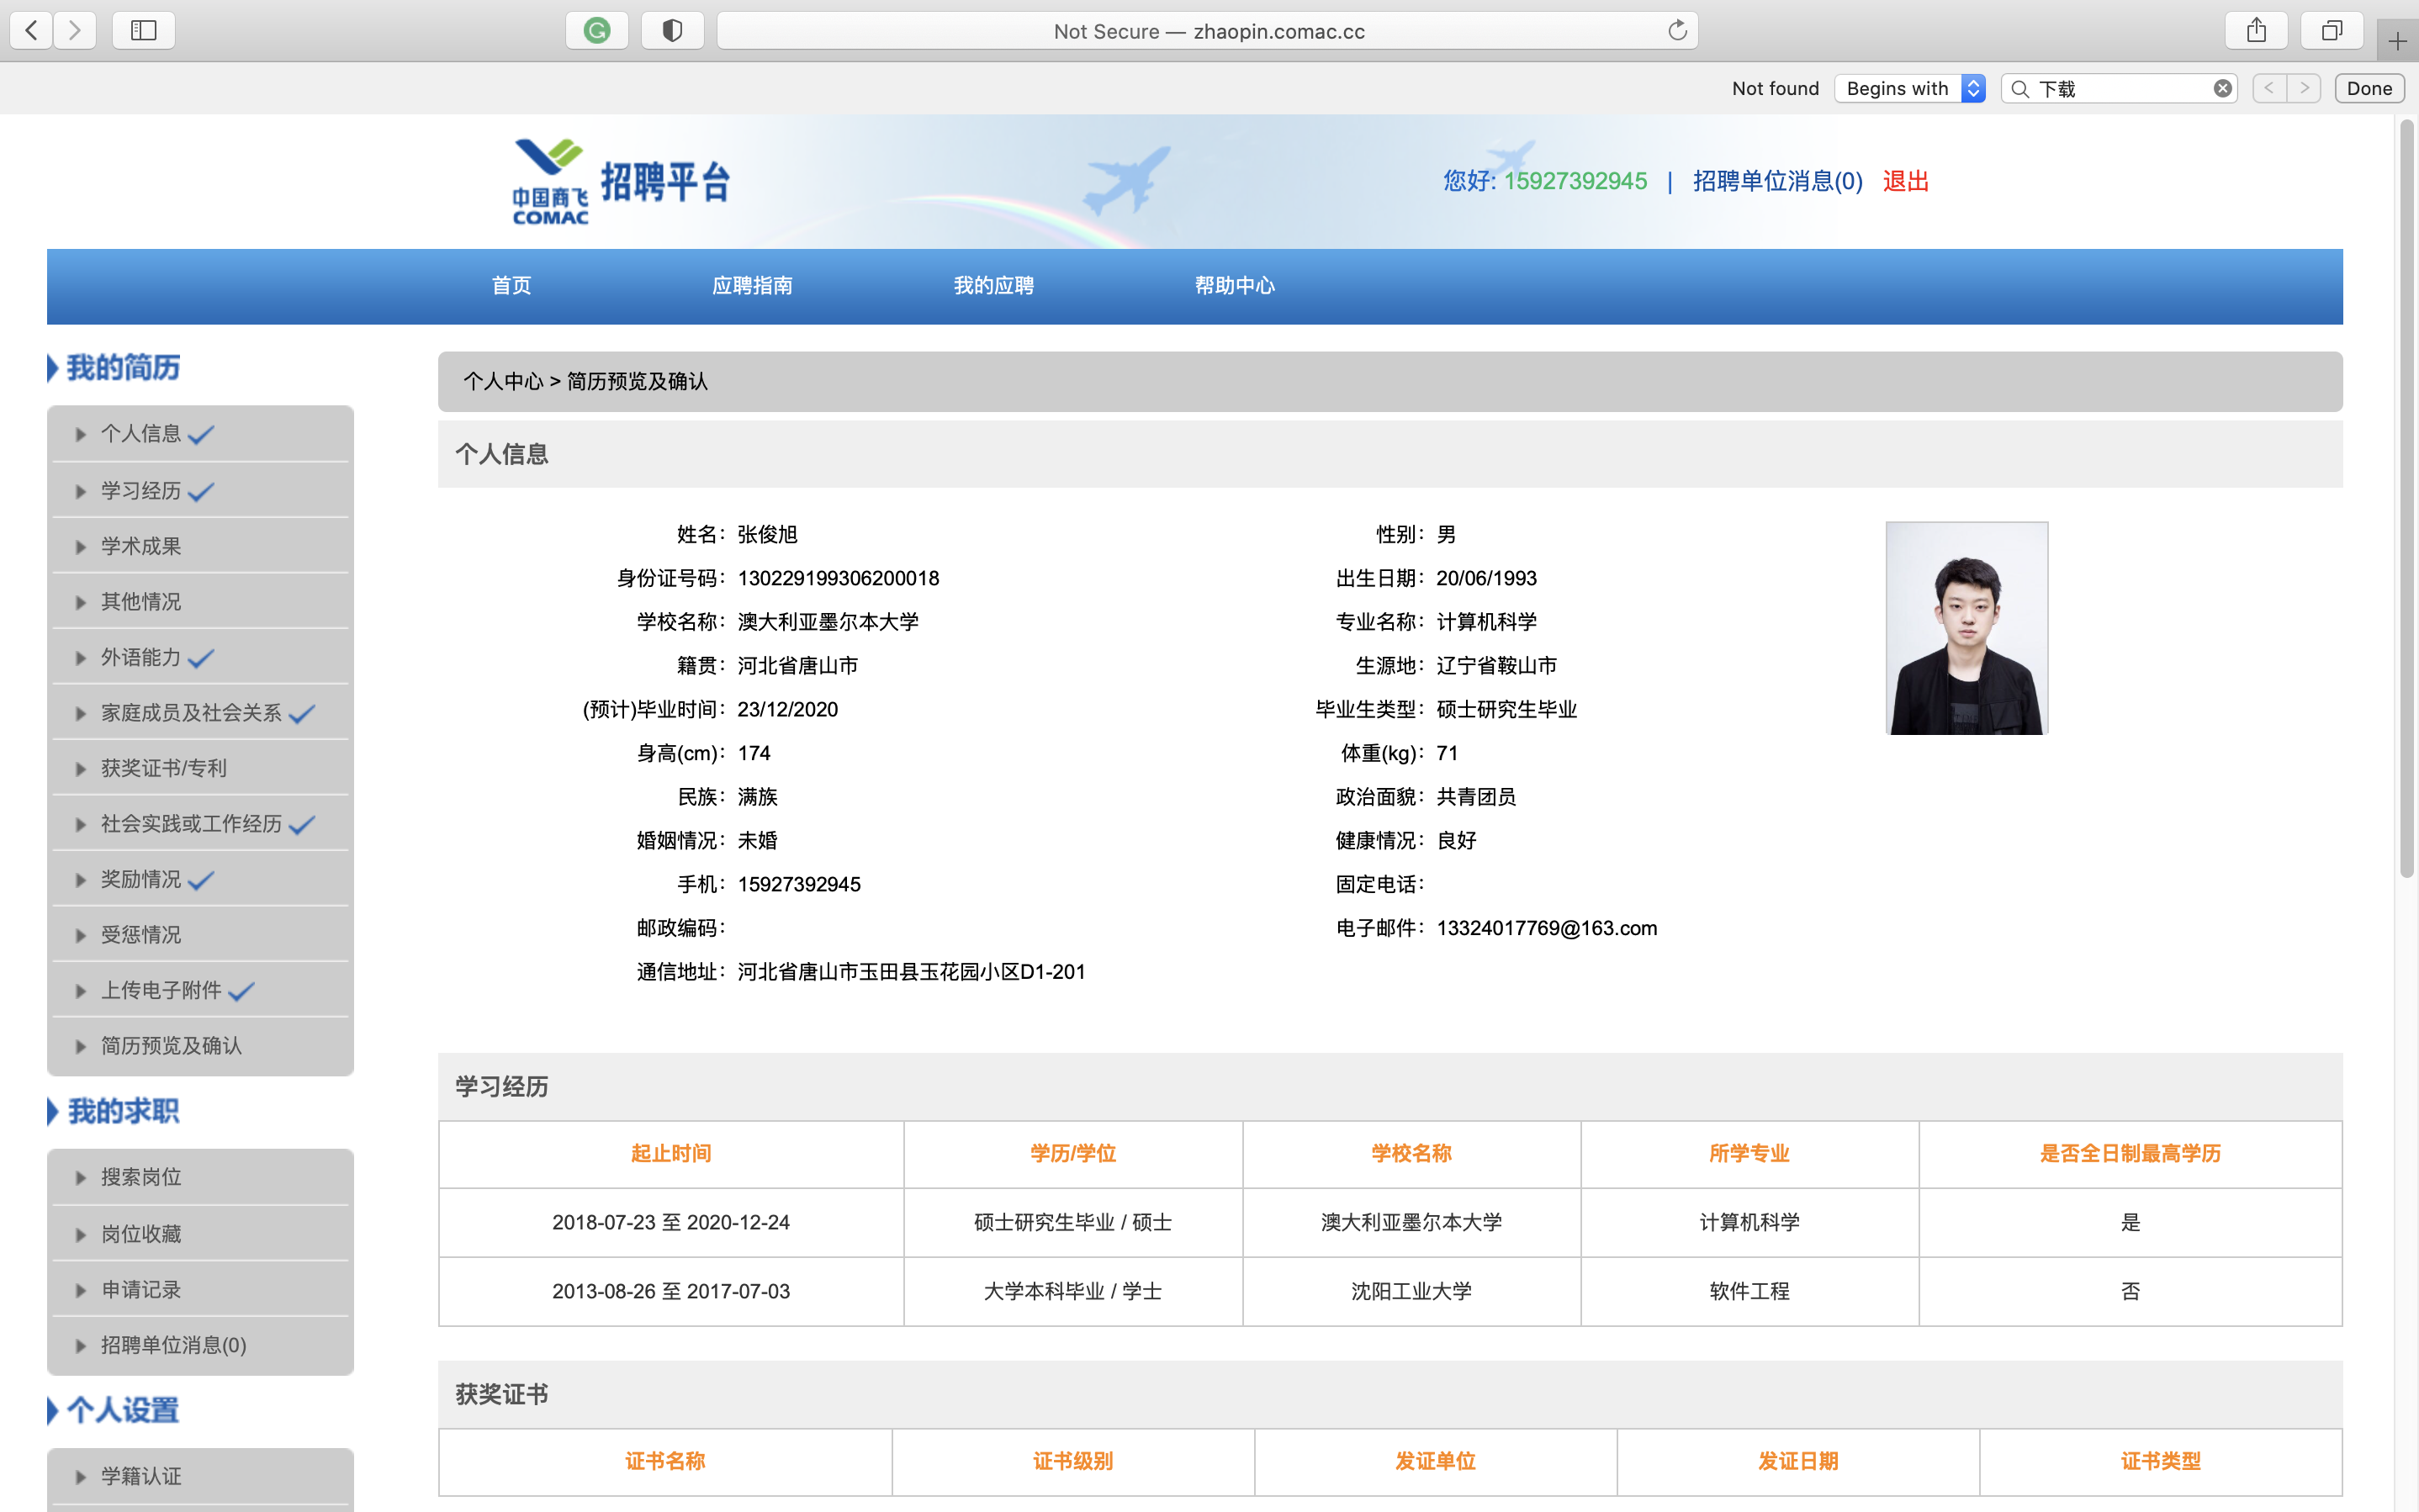 Not Secure — zhaopin.comac.cc
Not found
Begins with
下载
Done
中国商飞
COMAC
招聘平台
您好: 15927392945 | 招聘单位消息(0) 退出
首页 应聘指南 我的应聘 帮助中心
我的简历
个人信息
学习经历
学术成果
其他情况
外语能力
家庭成员及社会关系
获奖证书/专利
社会实践或工作经历
奖励情况
受惩情况
上传电子附件
简历预览及确认
我的求职
搜索岗位
岗位收藏
申请记录
招聘单位消息(0)
个人设置
学籍认证
个人中心 > 简历预览及确认
个人信息
姓名: 张俊旭 性别: 男
身份证号码: 130229199306200018 出生日期: 20/06/1993
学校名称: 澳大利亚墨尔本大学 专业名称: 计算机科学
籍贯: 河北省唐山市 生源地: 辽宁省鞍山市
(预计)毕业时间: 23/12/2020 毕业生类型: 硕士研究生毕业
身高(cm): 174 体重(kg): 71
民族: 满族 政治面貌: 共青团员
婚姻情况: 未婚 健康情况: 良好
手机: 15927392945 固定电话:
邮政编码: 电子邮件: 13324017769@163.com
通信地址: 河北省唐山市玉田县玉花园小区D1-201
学习经历
起止时间 学历/学位 学校名称 所学专业 是否全日制最高学历
2018-07-23 至 2020-12-24 硕士研究生毕业 / 硕士 澳大利亚墨尔本大学 计算机科学 是
2013-08-26 至 2017-07-03 大学本科毕业 / 学士 沈阳工业大学 软件工程 否
获奖证书
证书名称 证书级别 发证单位 发证日期 证书类型